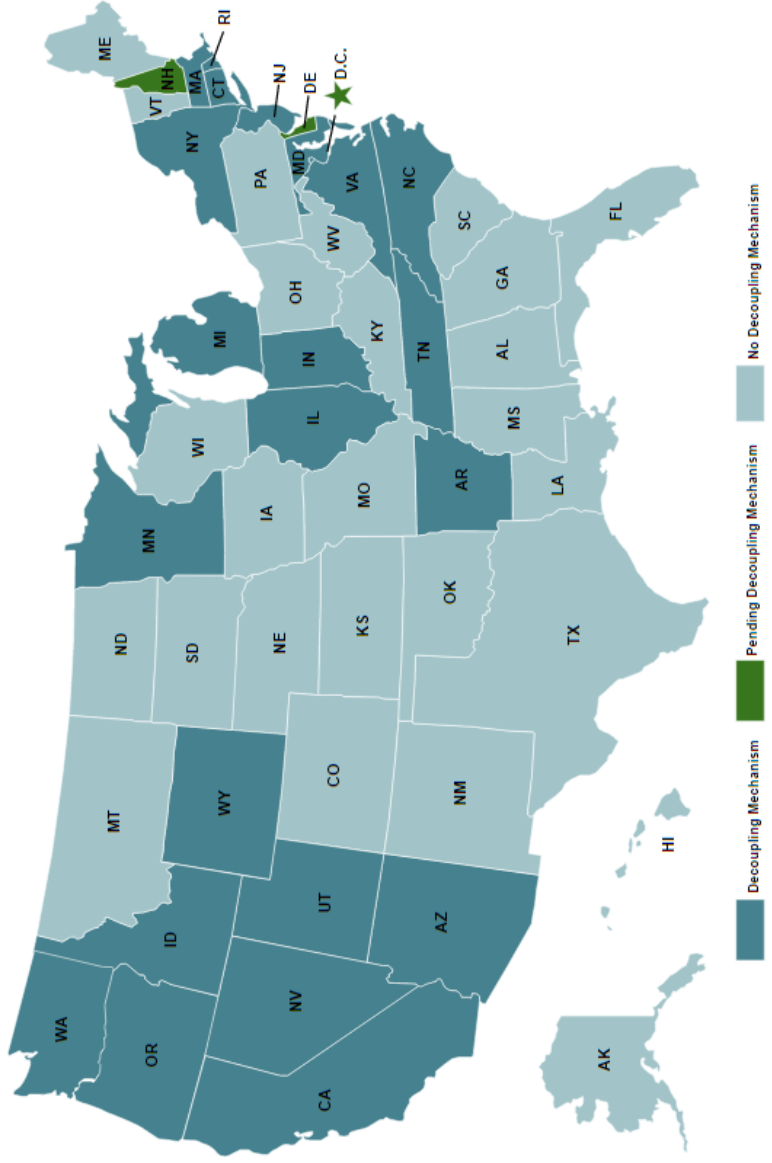 WA
MT
ND
MN
ME
OR
ID
WY
SD
WI
MI
VT
NH
NY
MA
RI
CT
NV
UT
CO
NE
IA
IL
IN
OH
PA
NJ
DE
MD
D.C.
CA
AZ
NM
KS
MO
KY
WV
VA
OK
AR
TN
NC
TX
LA
MS
AL
GA
SC
FL
AK
HI
Decoupling Mechanism
Pending Decoupling Mechanism
No Decoupling Mechanism